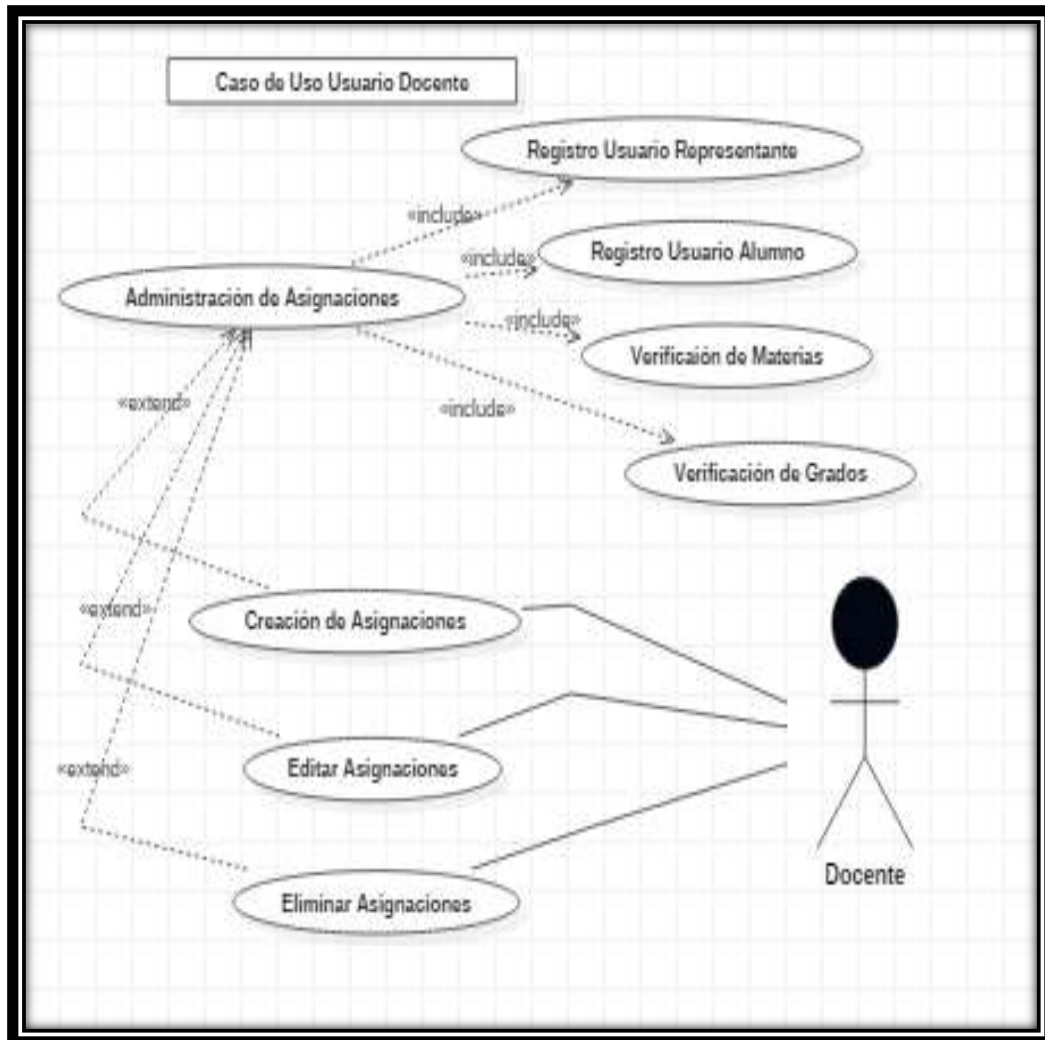 Caso de Uso Usuario Docente
Registro Usuario Representante
«include»
Registro Usuario Alumno
«include»
Administración de Asignaciones
«include»
Verificaión de Materias
«extend»
«include»
Verificación de Grados
«extend»
Creación de Asignaciones
«extend»
Editar Asignaciones
Docente
Eliminar Asignaciones